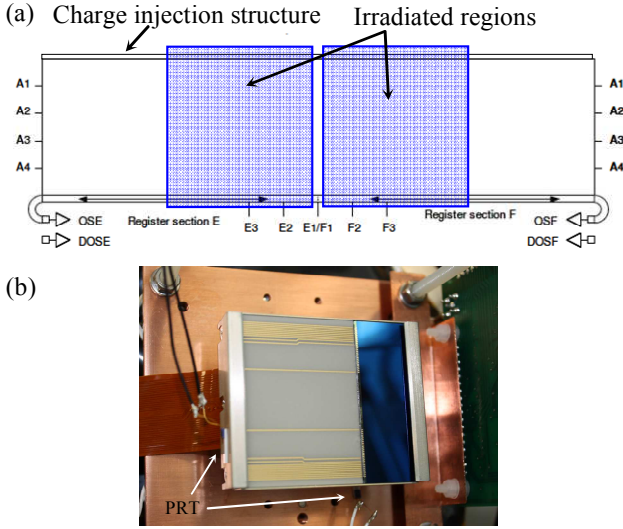 (a)
Charge injection structure
Irradiated regions
A1
A1
A2
A2
A3
A3
A4
A4
OSE
Register section E
Register section F
OSF
DOSE
E3
E2
E1/F1
F2
F3
DOSF
(b)
PRT